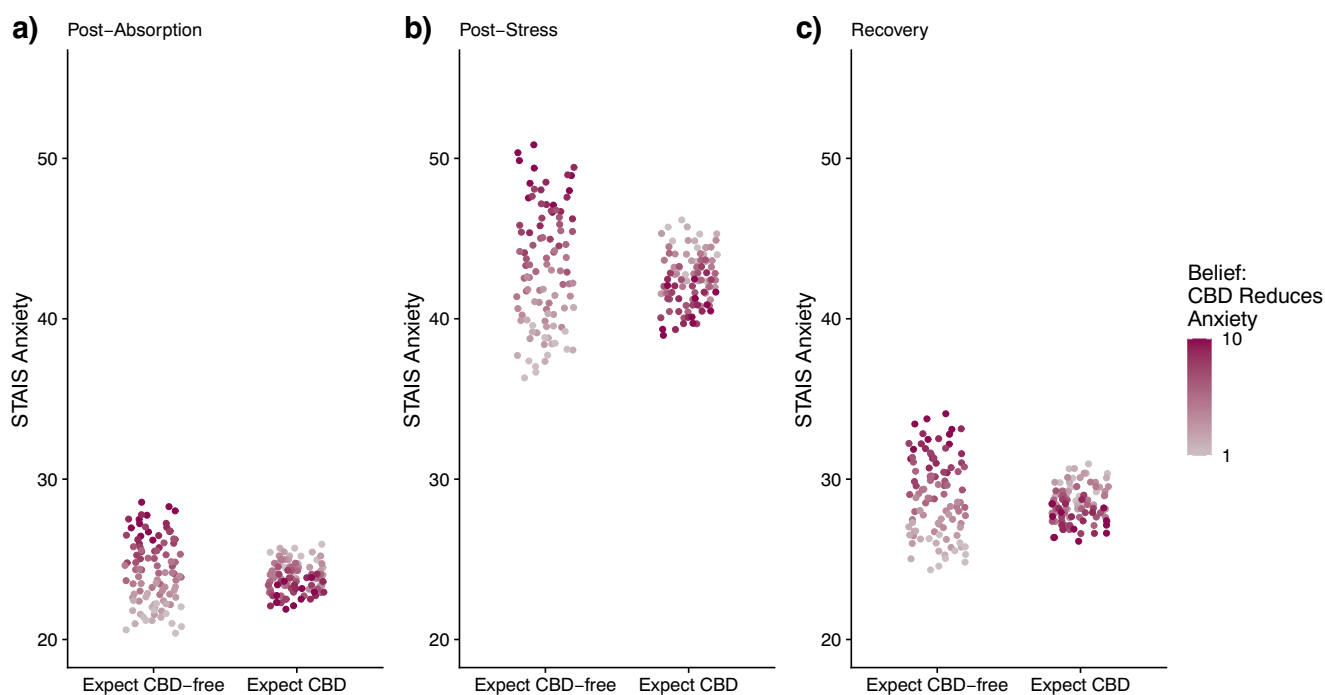 a) Post−Absorption
STAIS Anxiety
50
40
30
20
Expect CBD−free
Expect CBD
b) Post−Stress
STAIS Anxiety
50
40
30
20
Expect CBD−free
Expect CBD
c) Recovery
STAIS Anxiety
50
40
30
20
Expect CBD−free
Expect CBD
Belief:
CBD Reduces
Anxiety
10
1